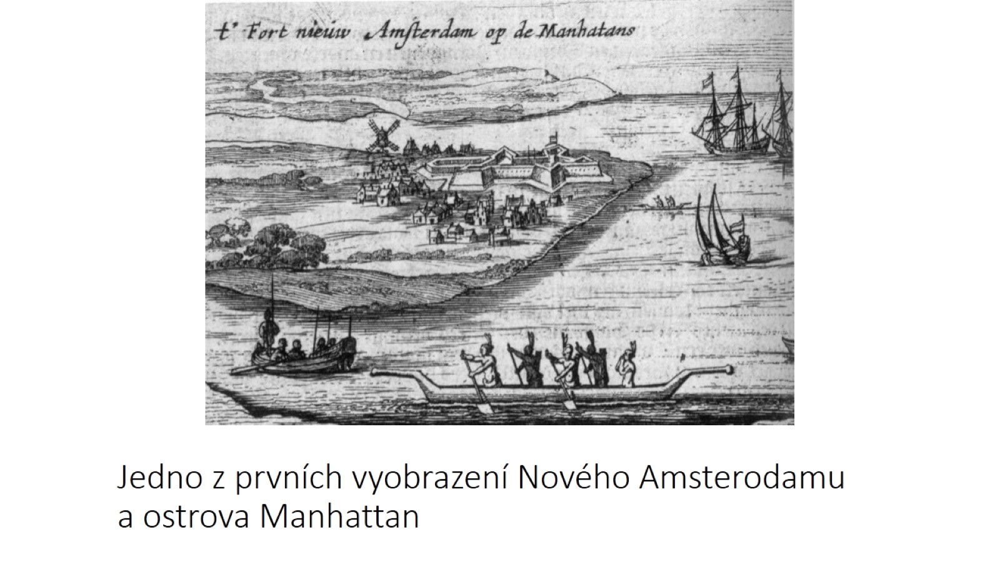 t' Fort nieuw Amsterdam op de Manhatans
Jedno z prvních vyobrazení Nového Amsterodamu
a ostrova Manhattan